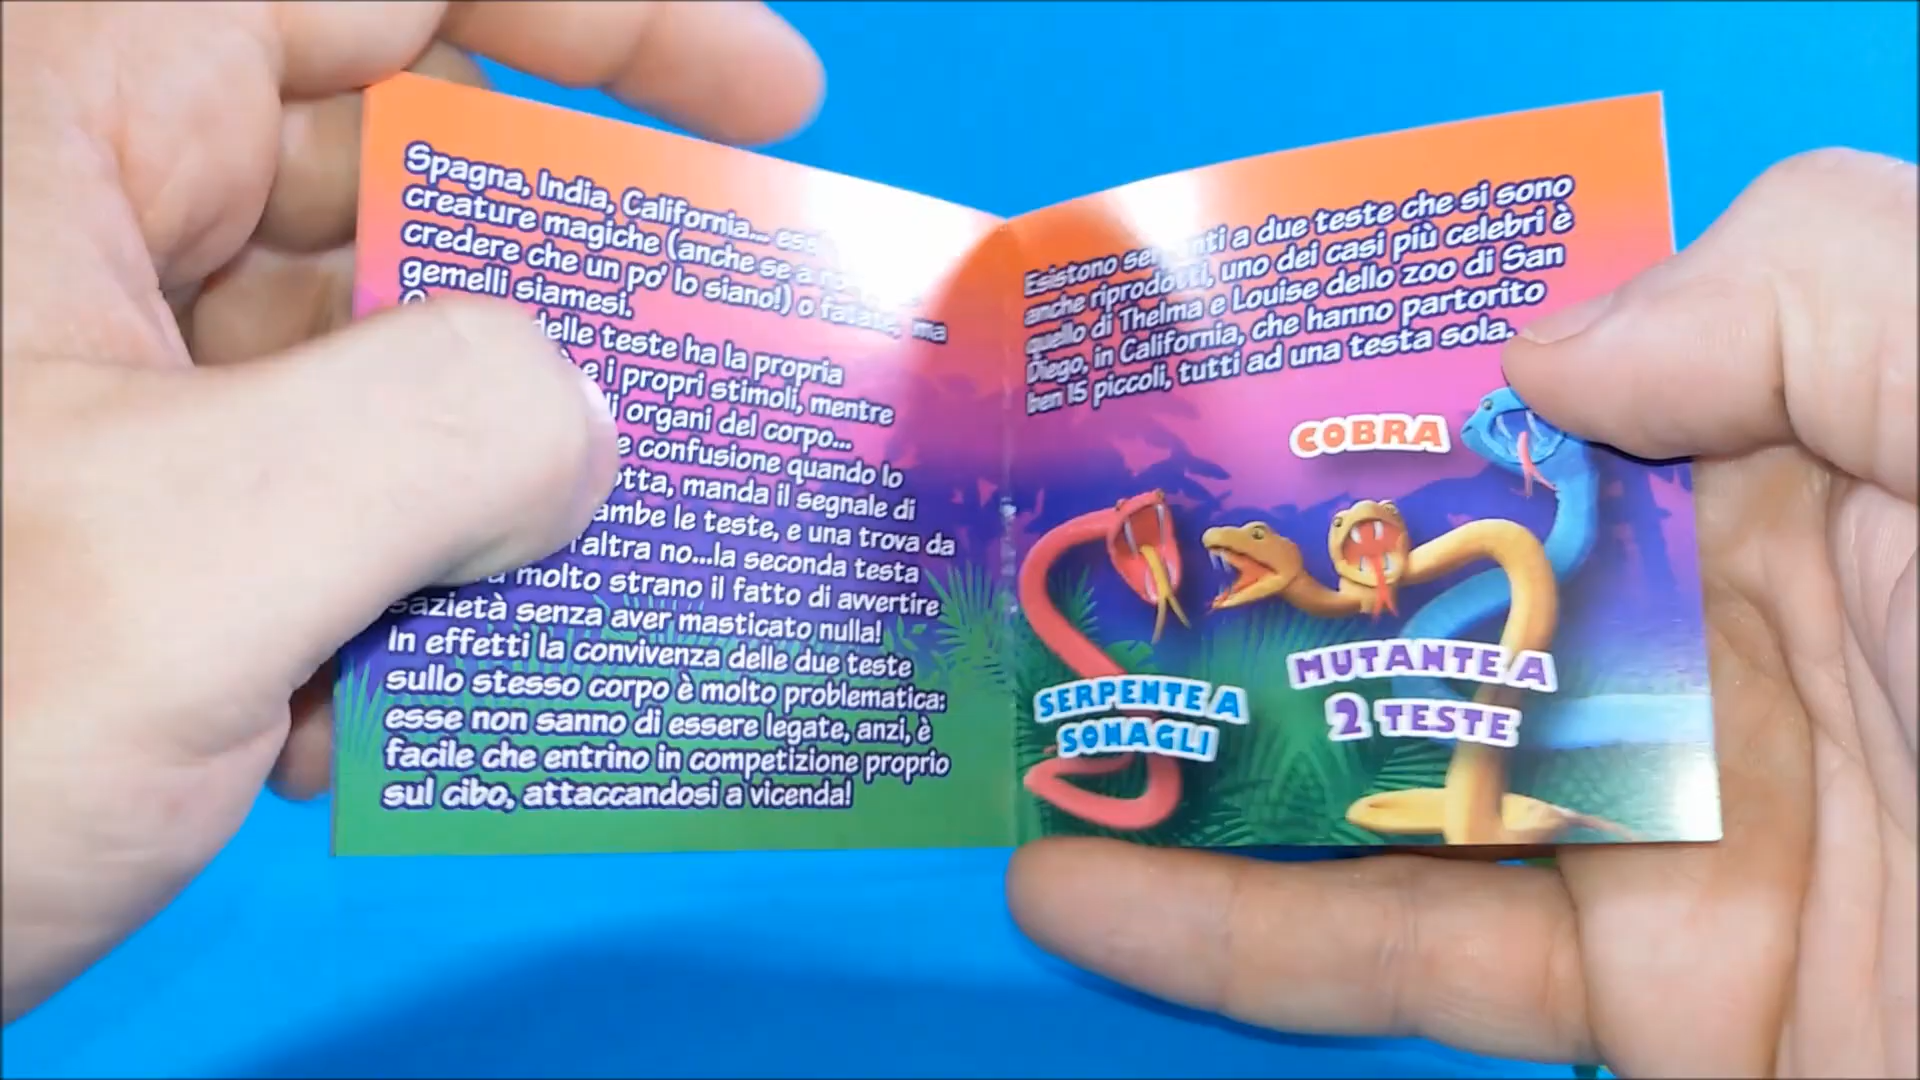 Spagna, India, California...
creature magiche (anche se a
credere che un po' lo siano!) o fatate, ma
gemelli siamesi.
delle teste ha la propria
e i propri stimoli, mentre
organi del corpo...
e confusione quando lo
manda il segnale di
le teste, e una trova da
l'altra no...la seconda testa
molto strano il fatto di avvertire
sazietà senza aver masticato nulla!
In effetti la convivenza delle due teste
sullo stesso corpo è molto problematica:
esse non sanno di essere legate, anzi, è
facile che entrino in competizione proprio
sul cibo, attaccandosi a vicenda!
Esistono serpenti a due teste che si sono
anche riprodotti, uno dei casi più celebri è
quello di Thelma e Louise dello zoo di San
Diego, in California, che hanno partorito
ben 15 piccoli, tutti ad una testa sola.
COBRA
SERPENTE A
SONAGLI
MUTANTE A
2 TESTE